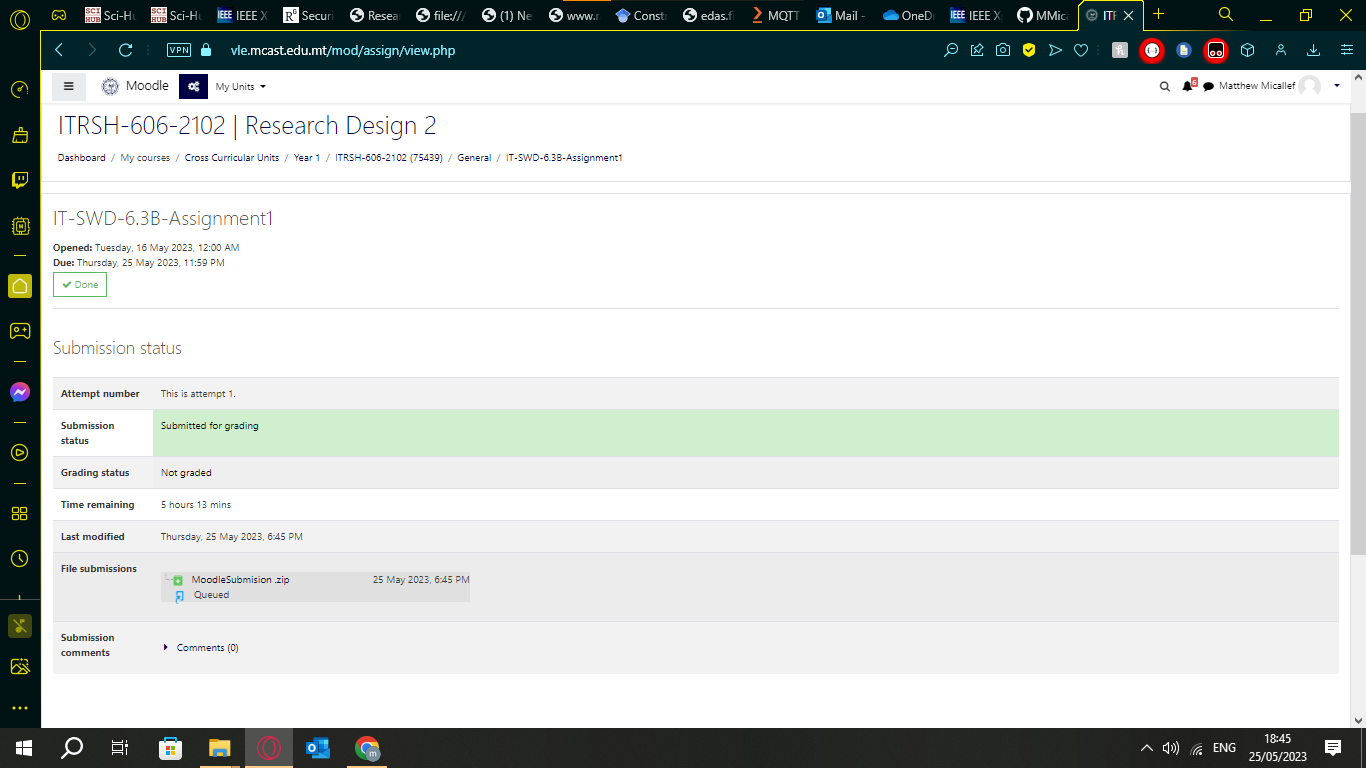 Sci-Hu
Sci-Hu
IEEE X
Securi
Resea
file:///
(1) Ne
www.r
Constr
edas.f
MQTT
Mail -
OneDr
IEEE Xp
MMica
ITF
VPN
vle.mcast.edu.mt/mod/assign/view.php
Moodle
My Units
6
Matthew Micallef
ITRSH-606-2102 | Research Design 2
Dashboard / My courses / Cross Curricular Units / Year 1 / ITRSH-606-2102 (75439) / General / IT-SWD-6.3B-Assignment1
IT-SWD-6.3B-Assignment1
Opened: Tuesday, 16 May 2023, 12:00 AM
Due: Thursday, 25 May 2023, 11:59 PM
Done
Submission status
Attempt number This is attempt 1.
Submission status Submitted for grading
Grading status Not graded
Time remaining 5 hours 13 mins
Last modified Thursday, 25 May 2023, 6:45 PM
File submissions
MoodleSubmision .zip 25 May 2023, 6:45 PM
Queued
Submission comments Comments (0)
ENG
18:45
25/05/2023